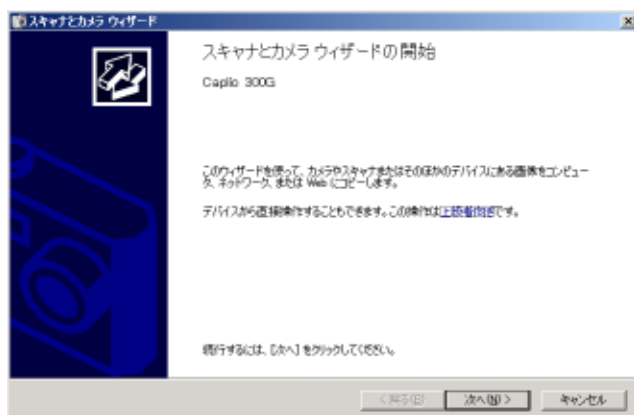 スキャナとカメラ ウィザード
スキャナとカメラ ウィザードの開始
Caplio 300G
このウィザードを使って、カメラやスキャナまたはそのほかのデバイスにある画像をコンピュー
タ、ネットワーク、または Web にコピーします。
デバイスから直接操作することもできます。この操作は上級者向きです。
続行するには、[次へ] をクリックしてください。
< 戻る(B)
次へ(N) >
キャンセル